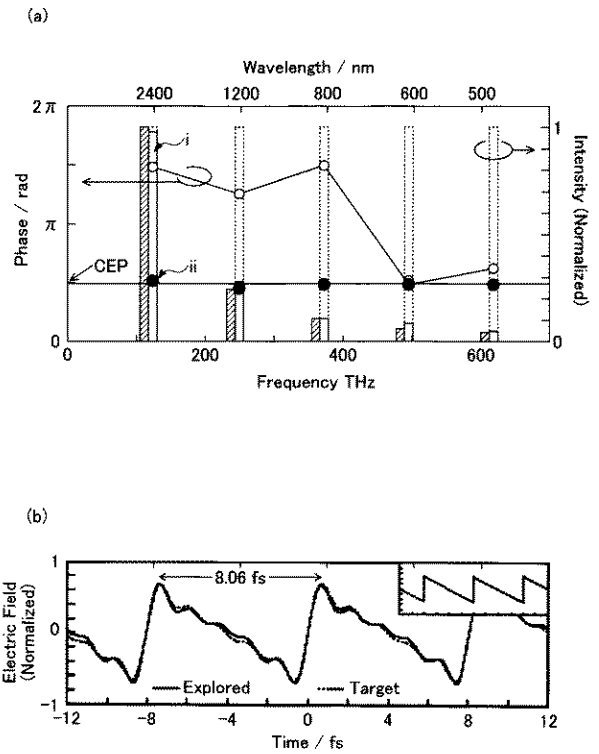 (a)
Wavelength / nm
2400 1200 800 600 500
2π π 0
Phase / rad
CEP
i
ii
1 0
Intensity (Normalized)
0 200 400 600
Frequency THz
(b)
1 0 -1
Electric Field
(Normalized)
8.06 fs
Explored Target
-12 -8 -4 0 4 8 12
Time / fs